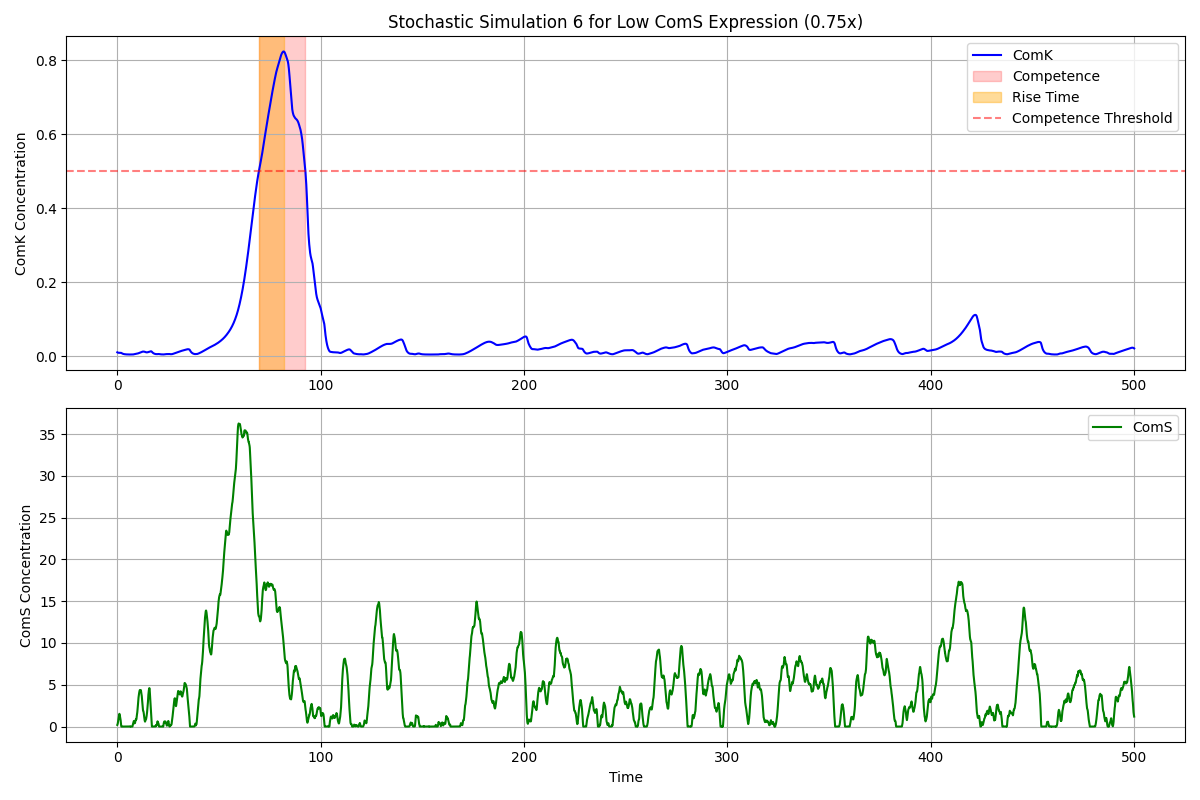 Stochastic Simulation 6 for Low ComS Expression (0.75x)
ComK Concentration
0.8
0.6
0.4
0.2
0.0
ComK
Competence
Rise Time
Competence Threshold
0 100 200 300 400 500
ComS Concentration
35
30
25
20
15
10
5
0
ComS
0 100 200 300 400 500
Time